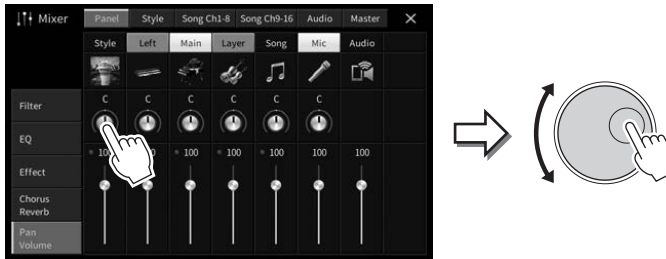 Mixer
Panel Style Song Ch1-8 Song Ch9-16 Audio Master
Style Left Main Layer Song Mic Audio
Filter C C C C C C
EQ
Effect 100 100 100 100 100 100
Chorus
Reverb
Pan
Volume